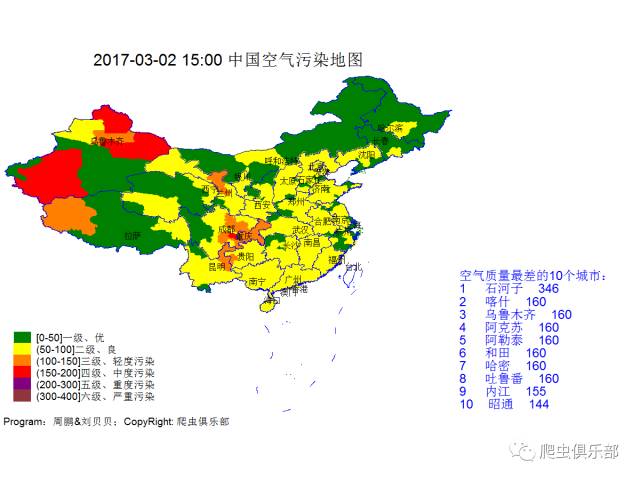 2017-03-02 15:00 中国空气污染地图
哈尔滨
长春
乌鲁木齐
沈阳
呼和浩特
北京
银川
太原
石家庄
济南
西宁
兰州
西安
郑州
拉萨
成都
重庆
合肥
南京
武汉
长沙
南昌
贵阳
昆明
福州
台北
南宁
广州
澳门
香港
海口
空气质量最差的10个城市：
1 石河子 346
2 喀什 160
3 乌鲁木齐 160
4 阿克苏 160
5 阿勒泰 160
6 和田 160
7 哈密 160
8 吐鲁番 160
9 内江 155
10 昭通 144
[0-50]一级、优
(50-100]二级、良
(100-150]三级、轻度污染
(150-200]四级、中度污染
(200-300]五级、重度污染
(300-400]六级、严重污染
Program：周鹏&刘贝贝；CopyRight: 爬虫俱乐部
爬虫俱乐部